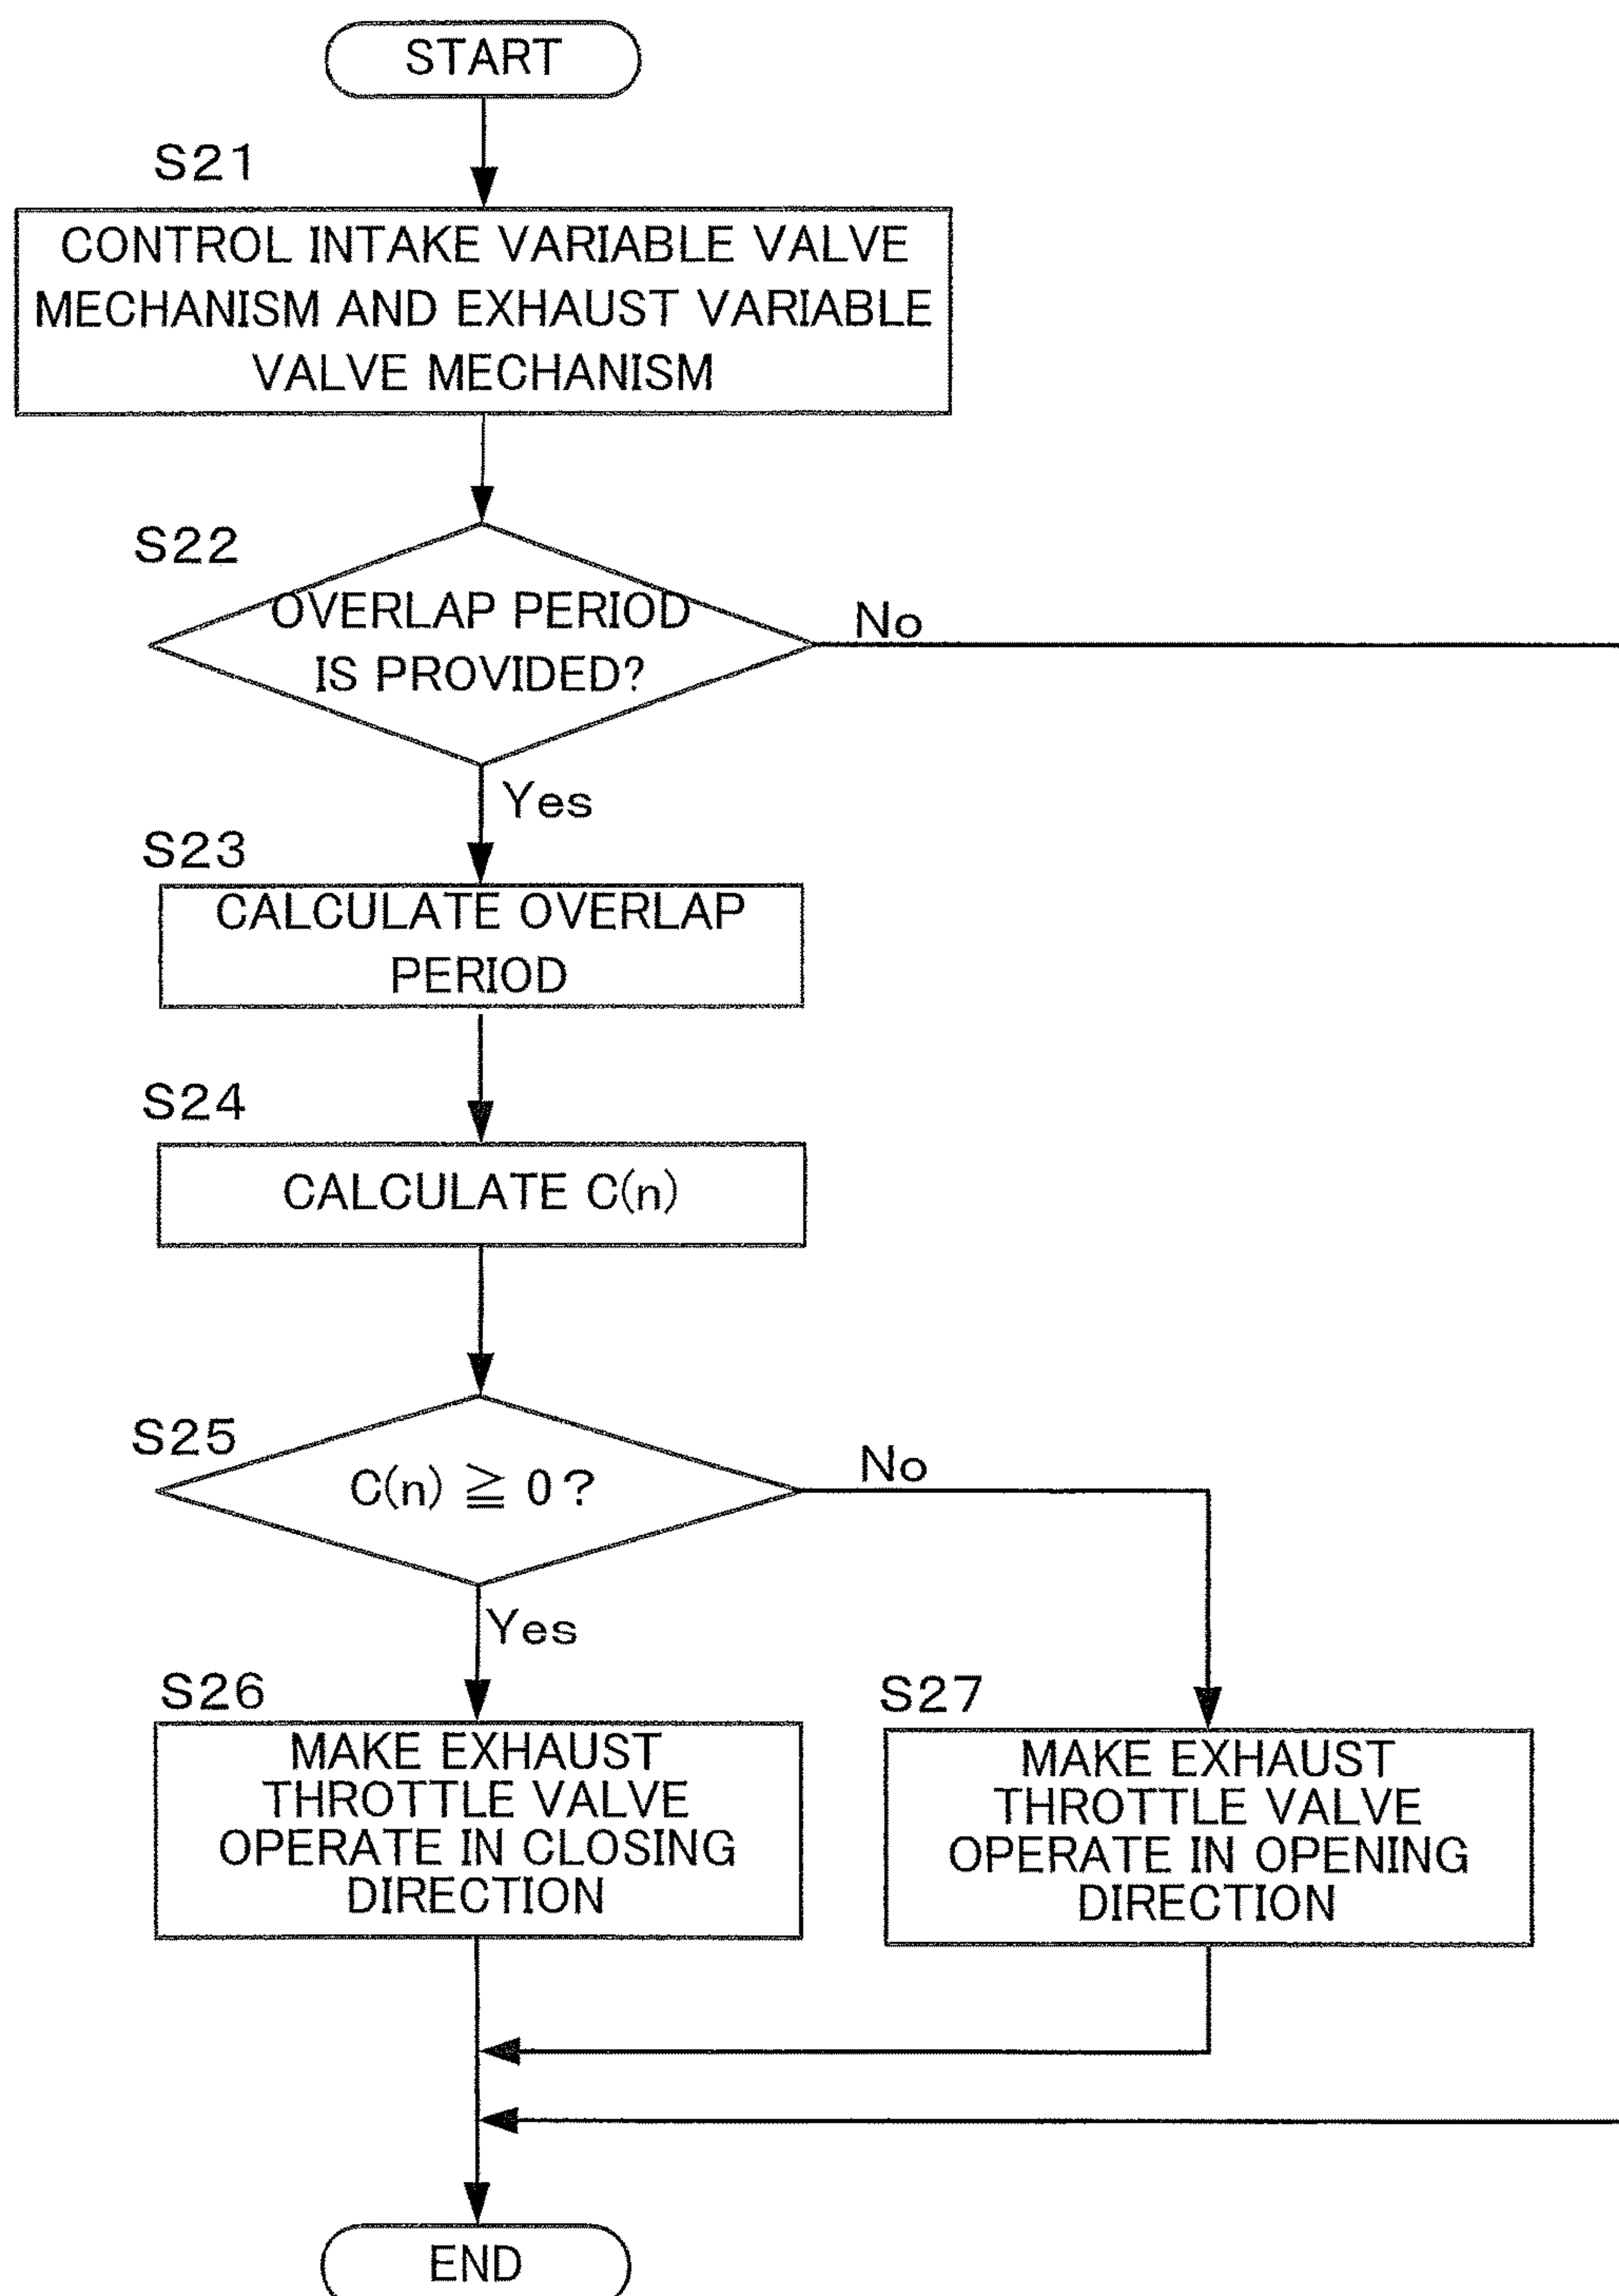 START
S21
CONTROL INTAKE VARIABLE VALVE
MECHANISM AND EXHAUST VARIABLE
VALVE MECHANISM
S22
OVERLAP PERIOD
IS PROVIDED?
No
Yes
S23
CALCULATE OVERLAP
PERIOD
S24
CALCULATE C(n)
S25
C(n) ≧ 0?
No
Yes
S26
MAKE EXHAUST
THROTTLE VALVE
OPERATE IN CLOSING
DIRECTION
S27
MAKE EXHAUST
THROTTLE VALVE
OPERATE IN OPENING
DIRECTION
END